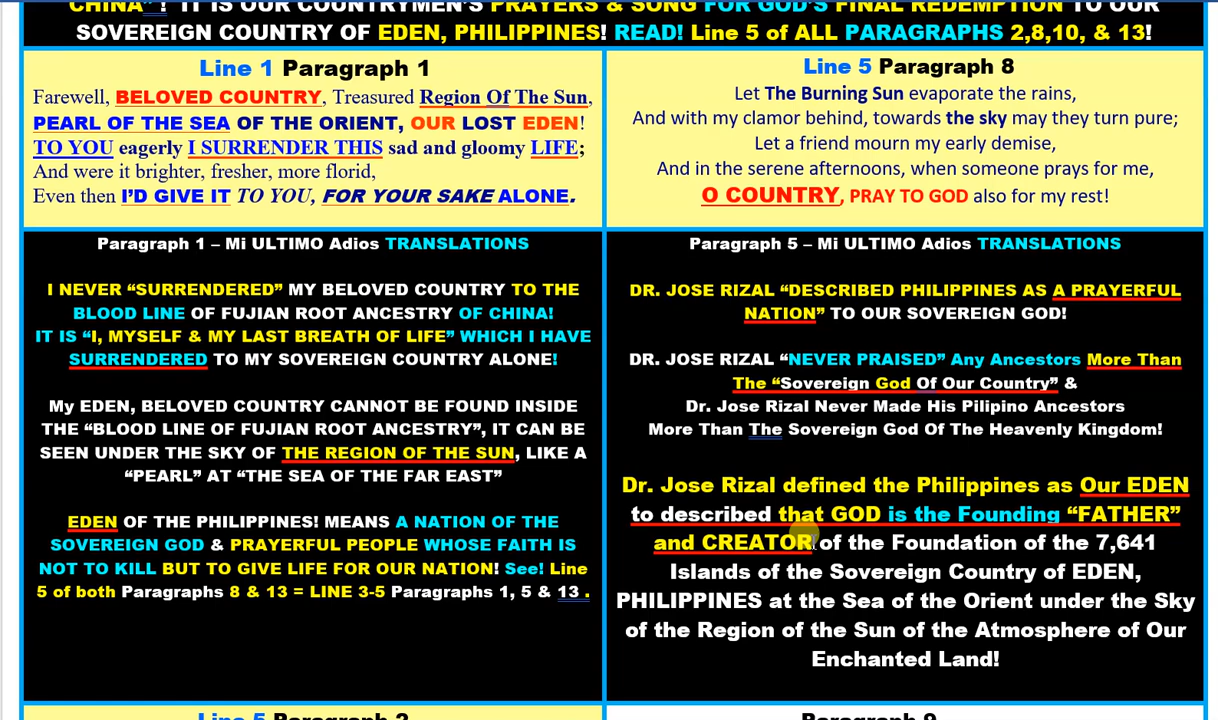 CHINA" ! IT IS OUR COUNTRYMEN'S PRAYERS & SONG FOR GOD'S FINAL REDEMPTION TO OUR
SOVEREIGN COUNTRY OF EDEN, PHILIPPINES! READ! Line 5 of ALL PARAGRAPHS 2,8,10, & 13!
Line 1 Paragraph 1
Farewell, BELOVED COUNTRY, Treasured Region Of The Sun,
PEARL OF THE SEA OF THE ORIENT, OUR LOST EDEN!
TO YOU eagerly I SURRENDER THIS sad and gloomy LIFE;
And were it brighter, fresher, more florid,
Even then I'D GIVE IT TO YOU, FOR YOUR SAKE ALONE.
Line 5 Paragraph 8
Let The Burning Sun evaporate the rains,
And with my clamor behind, towards the sky may they turn pure;
Let a friend mourn my early demise,
And in the serene afternoons, when someone prays for me,
O COUNTRY, PRAY TO GOD also for my rest!
Paragraph 1 – Mi ULTIMO Adios TRANSLATIONS
I NEVER "SURRENDERED" MY BELOVED COUNTRY TO THE
BLOOD LINE OF FUJIAN ROOT ANCESTRY OF CHINA!
IT IS "I, MYSELF & MY LAST BREATH OF LIFE" WHICH I HAVE
SURRENDERED TO MY SOVEREIGN COUNTRY ALONE!
My EDEN, BELOVED COUNTRY CANNOT BE FOUND INSIDE
THE "BLOOD LINE OF FUJIAN ROOT ANCESTRY", IT CAN BE
SEEN UNDER THE SKY OF THE REGION OF THE SUN, LIKE A
"PEARL" AT "THE SEA OF THE FAR EAST"
EDEN OF THE PHILIPPINES! MEANS A NATION OF THE
SOVEREIGN GOD & PRAYERFUL PEOPLE WHOSE FAITH IS
NOT TO KILL BUT TO GIVE LIFE FOR OUR NATION! See! Line
5 of both Paragraphs 8 & 13 = LINE 3-5 Paragraphs 1, 5 & 13 .
Paragraph 5 – Mi ULTIMO Adios TRANSLATIONS
DR. JOSE RIZAL "DESCRIBED PHILIPPINES AS A PRAYERFUL
NATION" TO OUR SOVEREIGN GOD!
DR. JOSE RIZAL "NEVER PRAISED" Any Ancestors More Than
The "Sovereign God Of Our Country" &
Dr. Jose Rizal Never Made His Pilipino Ancestors
More Than The Sovereign God Of The Heavenly Kingdom!
Dr. Jose Rizal defined the Philippines as Our EDEN
to described that GOD is the Founding "FATHER"
and CREATOR of the Foundation of the 7,641
Islands of the Sovereign Country of EDEN,
PHILIPPINES at the Sea of the Orient under the Sky
of the Region of the Sun of the Atmosphere of Our
Enchanted Land!
Line 5 Paragraph 2
Paragraph 9